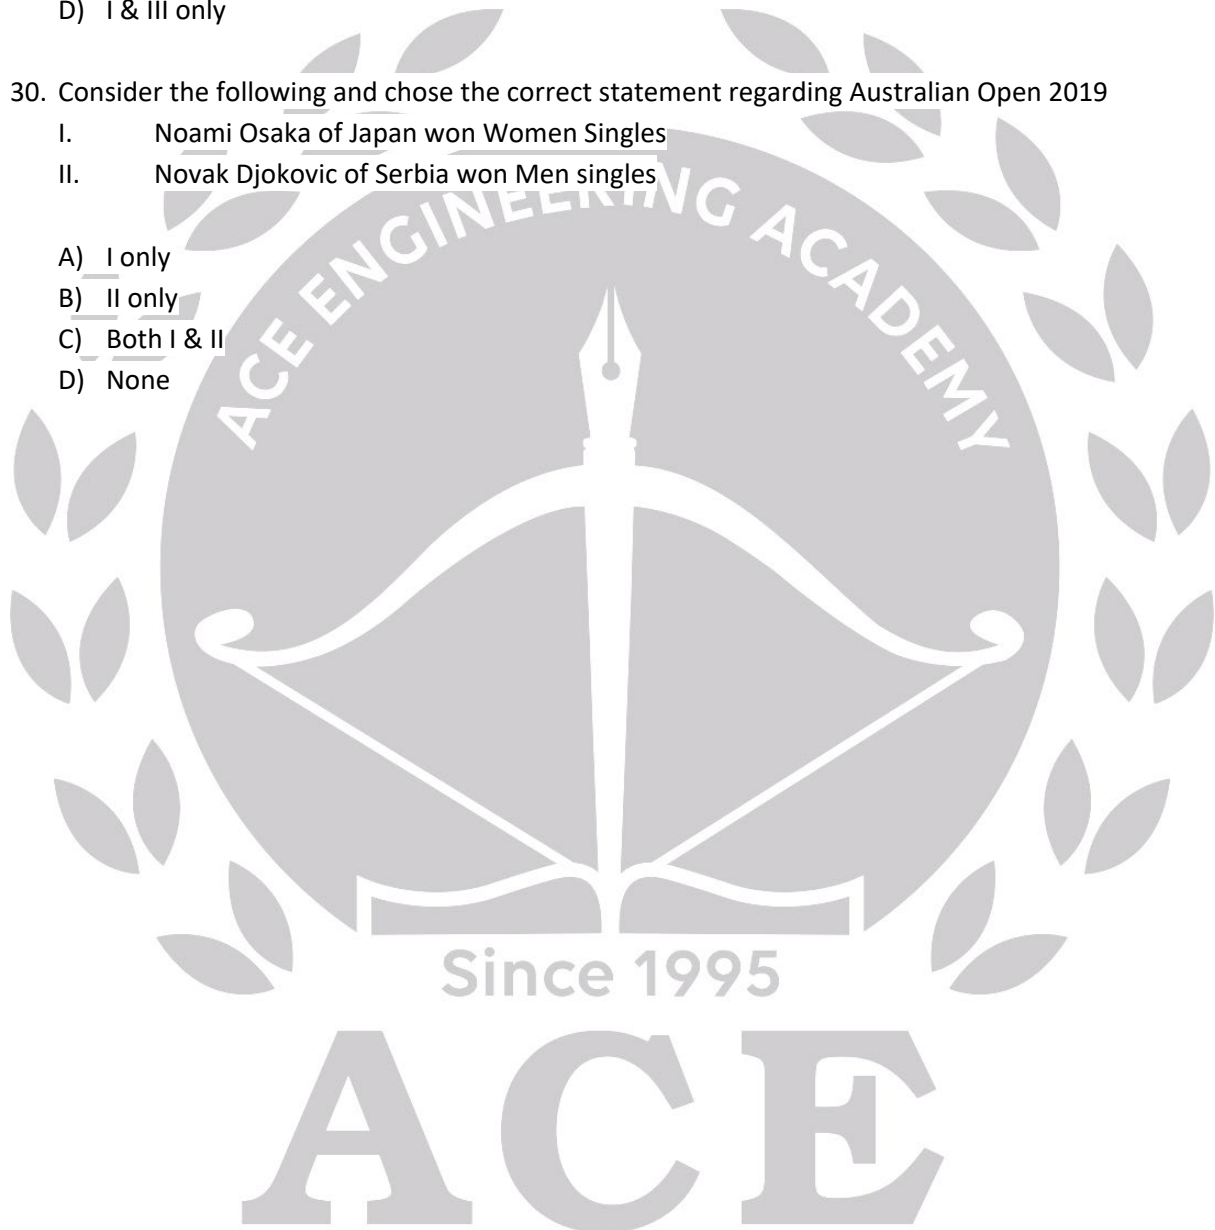 D) I & III only
30. Consider the following and chose the correct statement regarding Australian Open 2019
I. Noami Osaka of Japan won Women Singles
II. Novak Djokovic of Serbia won Men singles
ACE ENGINEERING ACADEMY
A) I only
B) II only
C) Both I & II
D) None
Since 1995
ACE